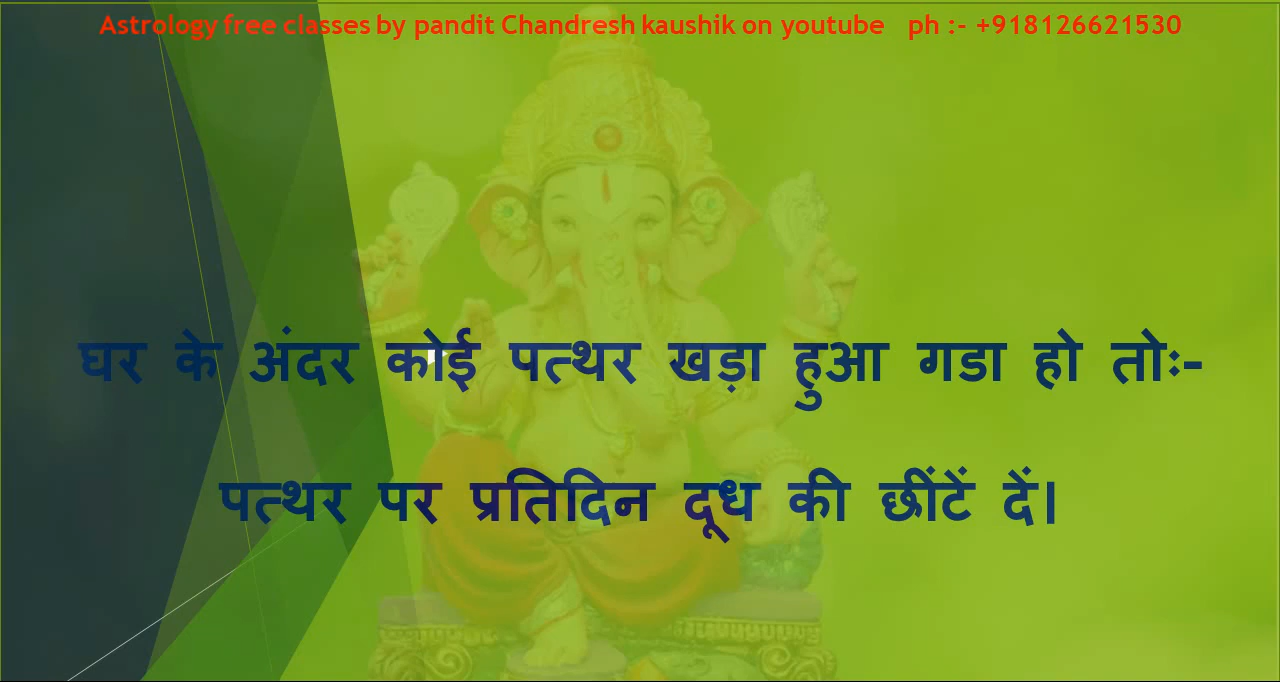 Astrology free classes by pandit Chandresh kaushik on youtube ph :- +918126621530
घर के अंदर कोई पत्थर खड़ा हुआ गडा हो तोः-
पत्थर पर प्रतिदिन दूध की छींटें दें।